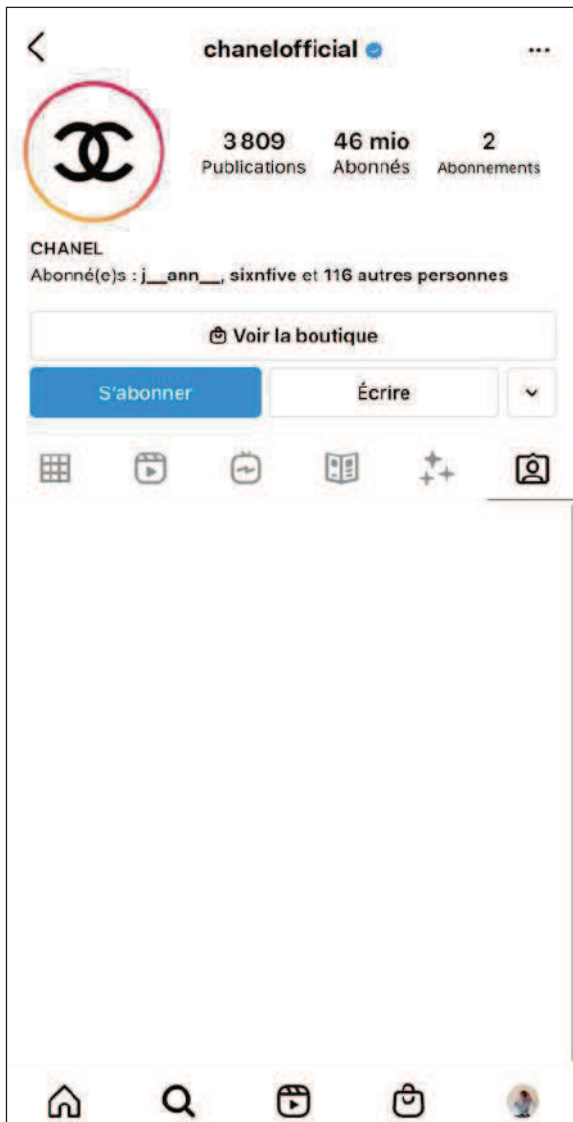 chanelofficial
3 809 46 mio 2
Publications Abonnés Abonnements
CHANEL
Abonné(e)s : j__ann__, sixnfive et 116 autres personnes
Voir la boutique
S'abonner Écrire